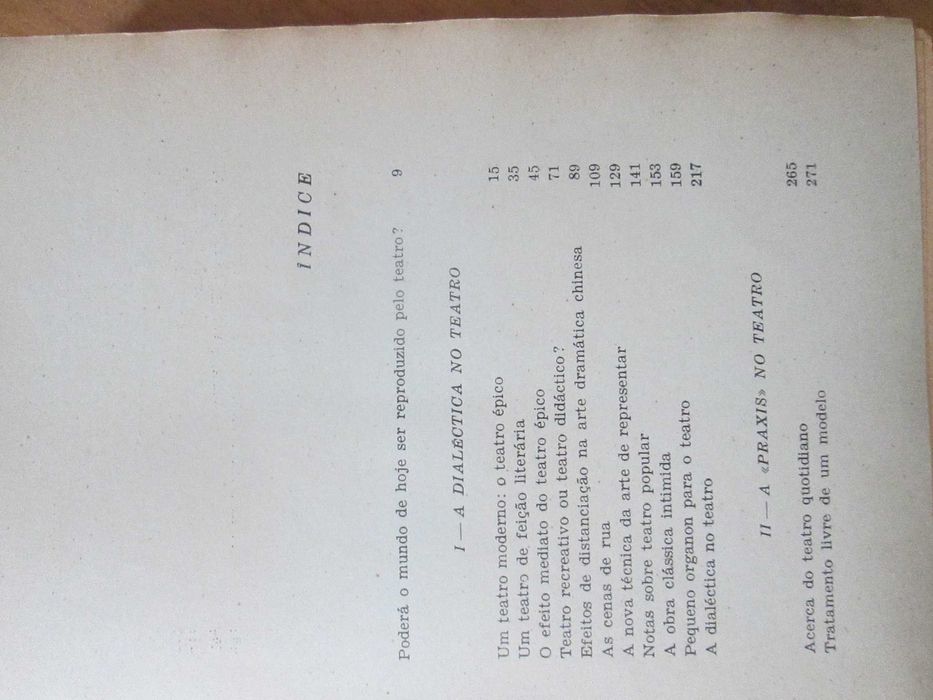 ÍNDICE
Poderá o mundo de hoje ser reproduzido pelo teatro? 9
I — A DIALÉCTICA NO TEATRO
Um teatro moderno: o teatro épico 15
Um teatro de feição literária 35
O efeito mediato do teatro épico 45
Teatro recreativo ou teatro didáctico? 71
Efeitos de distanciação na arte dramática chinesa 89
As cenas de rua 109
A nova técnica da arte de representar 129
Notas sobre teatro popular 141
A obra clássica intimida 153
Pequeno organon para o teatro 159
A dialéctica no teatro 217
II — A «PRAXIS» NO TEATRO
Acerca do teatro quotidiano 265
Tratamento livre de um modelo 271